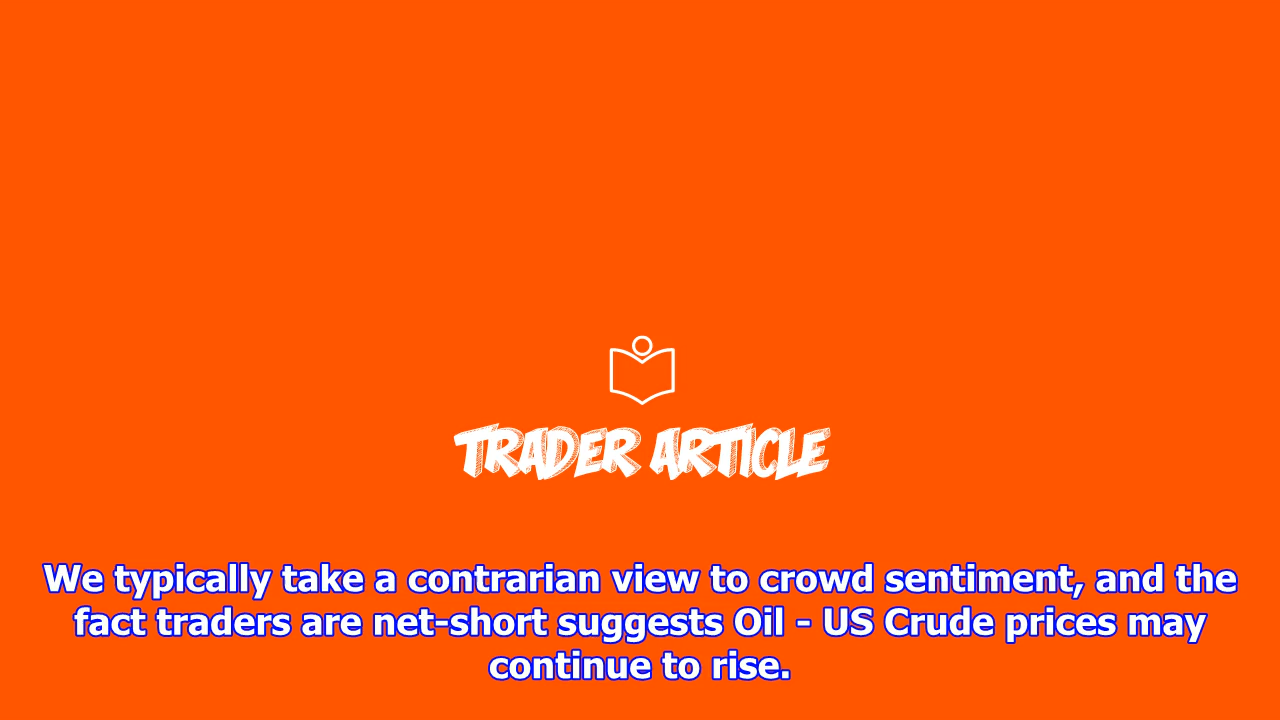 TRADER ARTICLE
We typically take a contrarian view to crowd sentiment, and the
fact traders are net-short suggests Oil - US Crude prices may
continue to rise.